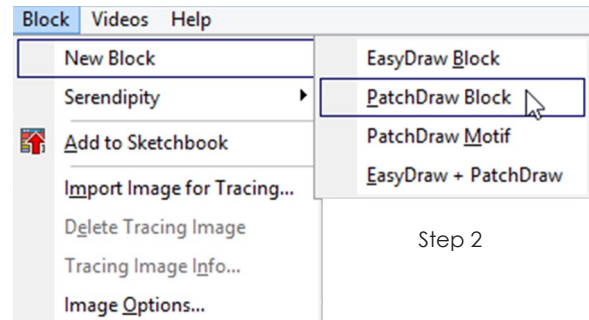 Block Videos Help
New Block
Serendipity
Add to Sketchbook
Import Image for Tracing...
Delete Tracing Image
Tracing Image Info...
Image Options...
EasyDraw Block
PatchDraw Block
PatchDraw Motif
EasyDraw + PatchDraw
Step 2